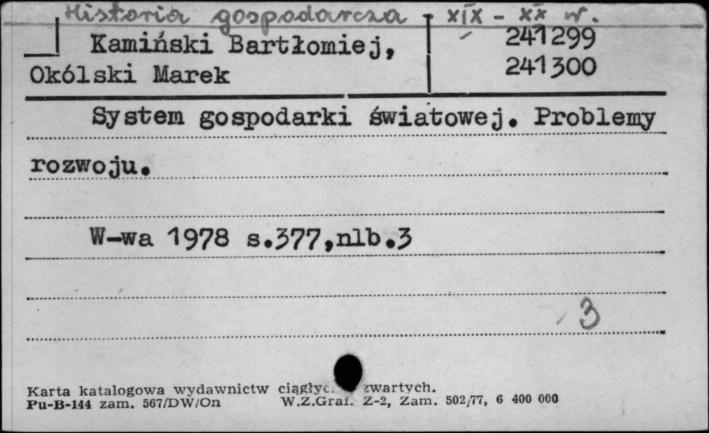 Historia gospodarcza - XIX - XX w.
Kamiński Bartłomiej, 241299
Okólski Marek 241300
System gospodarki światowej. Problemy
rozwoju.
W-wa 1978 s.377,nlb.3
3
Karta katalogowa wydawnictw zwartych.
Pu-B-144 zam. 567/DW/On W.Z.Graf. Z-2, Zam. 502/77, 6 400 000